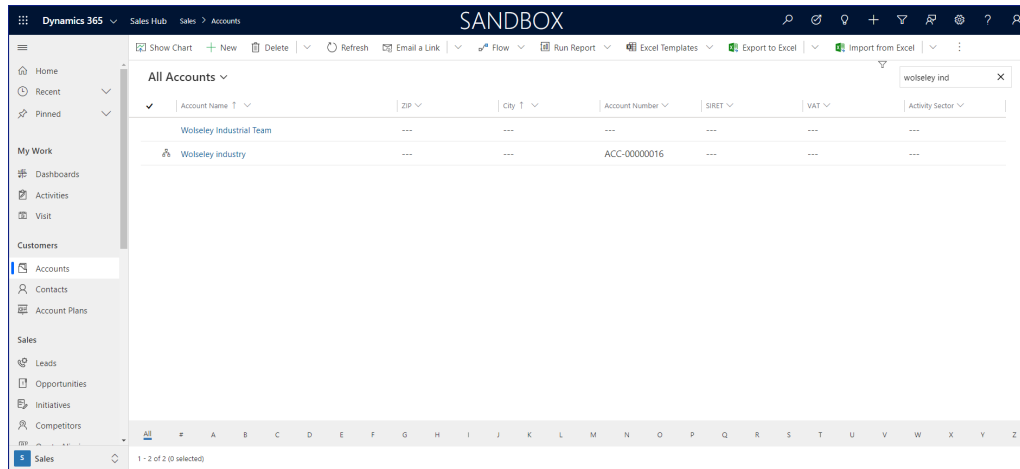 Dynamics 365 Sales Hub Sales > Accounts SANDBOX
Show Chart New Delete Refresh Email a Link Flow Run Report Excel Templates Export to Excel Import from Excel
Home
Recent
Pinned
My Work
Dashboards
Activities
Visit
Customers
Accounts
Contacts
Account Plans
Sales
Leads
Opportunities
Initiatives
Competitors
S Sales
All Accounts
wolseley ind
Account Name ↑ ZIP City ↑ Account Number SIRET VAT Activity Sector
Wolseley Industrial Team --- --- --- --- --- ---
Wolseley industry --- --- ACC-00000016 --- --- ---
All # A B C D E F G H I J K L M N O P Q R S T U V W X Y Z
1 - 2 of 2 (0 selected)